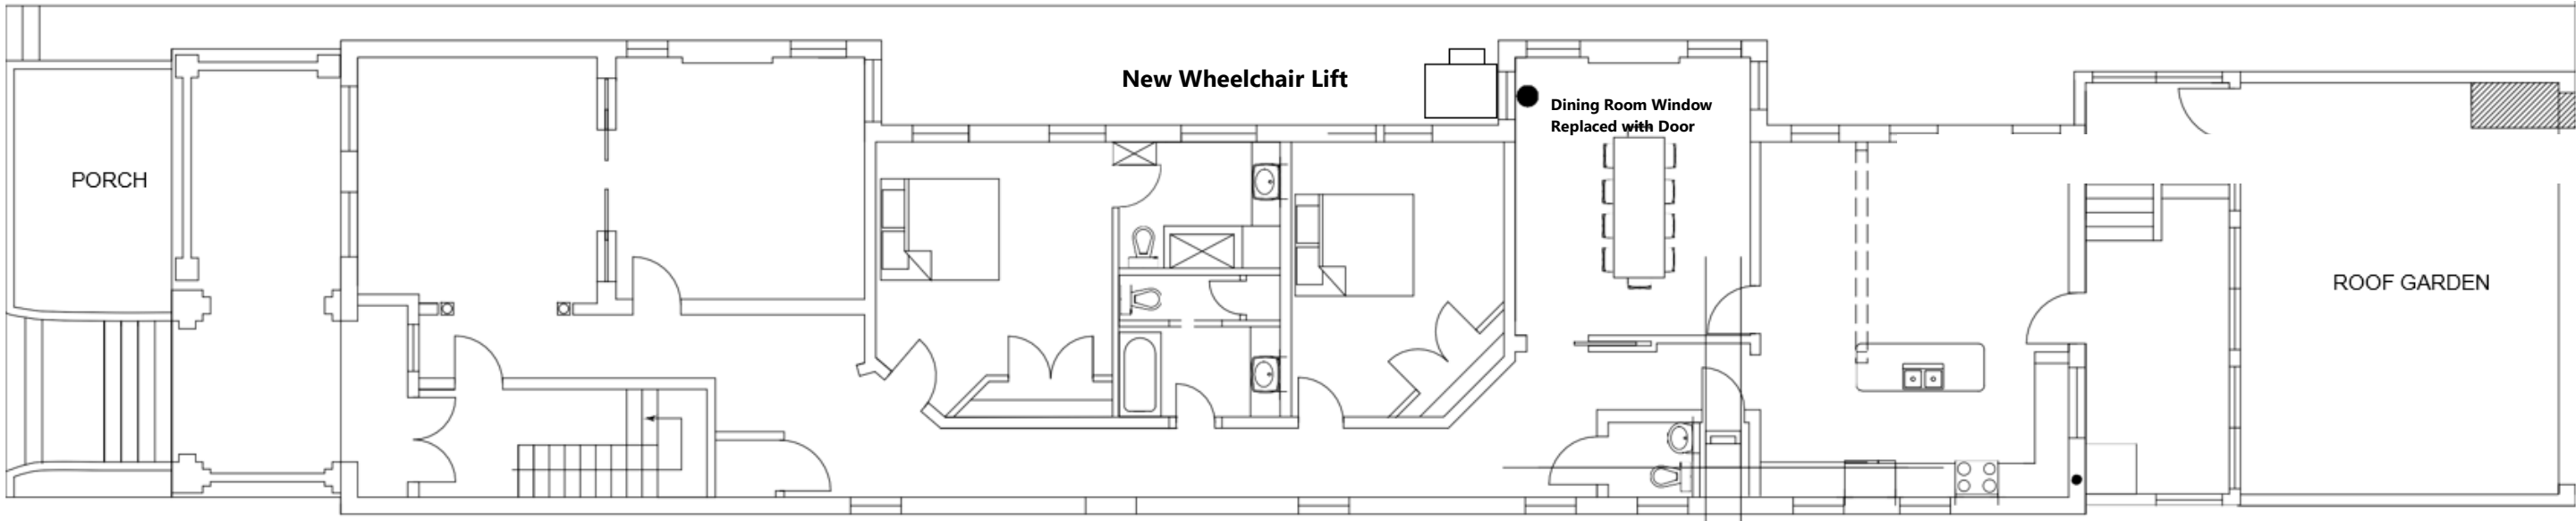 New Wheelchair Lift
Dining Room Window
Replaced with Door
PORCH
ROOF GARDEN